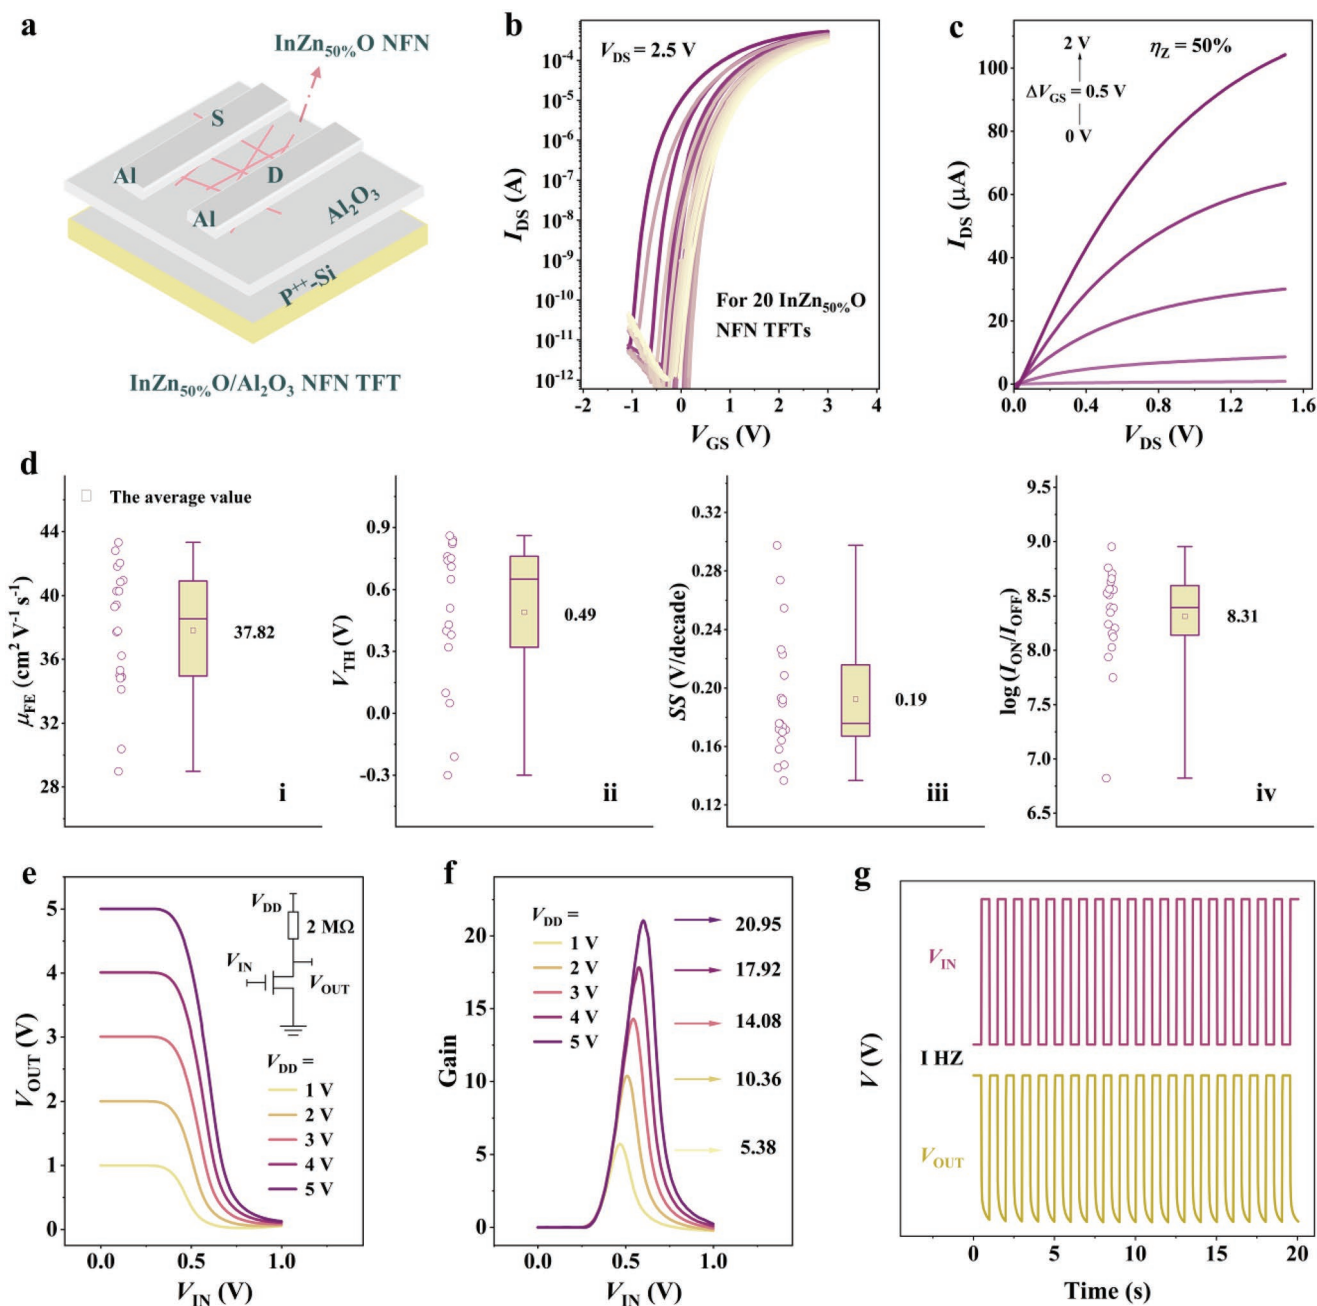 a
InZn50%O NFN
S
D
Al
Al
Al2O3
P++-Si
InZn50%O/Al2O3 NFN TFT
b
VDS = 2.5 V
For 20 InZn50%O
NFN TFTs
10-4
10-5
10-6
10-7
10-8
10-9
10-10
10-11
10-12
IDS (A)
-2 -1 0 1 2 3 4
VGS (V)
c
2 V
ηZ = 50%
ΔVGS = 0.5 V
0 V
100
80
60
40
20
0
IDS (μA)
0.0 0.4 0.8 1.2 1.6
VDS (V)
d
The average value
44
40
36
32
28
μFE (cm2 V-1 s-1)
37.82
i
0.9
0.6
0.3
0.0
-0.3
VTH (V)
0.49
ii
0.32
0.28
0.24
0.20
0.16
0.12
SS (V/decade)
0.19
iii
9.5
9.0
8.5
8.0
7.5
7.0
6.5
log (ION/IOFF)
8.31
iv
e
VDD
2 MΩ
VIN
VOUT
VDD =
1 V
2 V
3 V
4 V
5 V
5
4
3
2
1
0
VOUT (V)
0.0 0.5 1.0
VIN (V)
f
VDD =
1 V
2 V
3 V
4 V
5 V
20.95
17.92
14.08
10.36
5.38
20
15
10
5
0
Gain
0.0 0.5 1.0
VIN (V)
g
VIN
I HZ
VOUT
V (V)
0 5 10 15 20
Time (s)